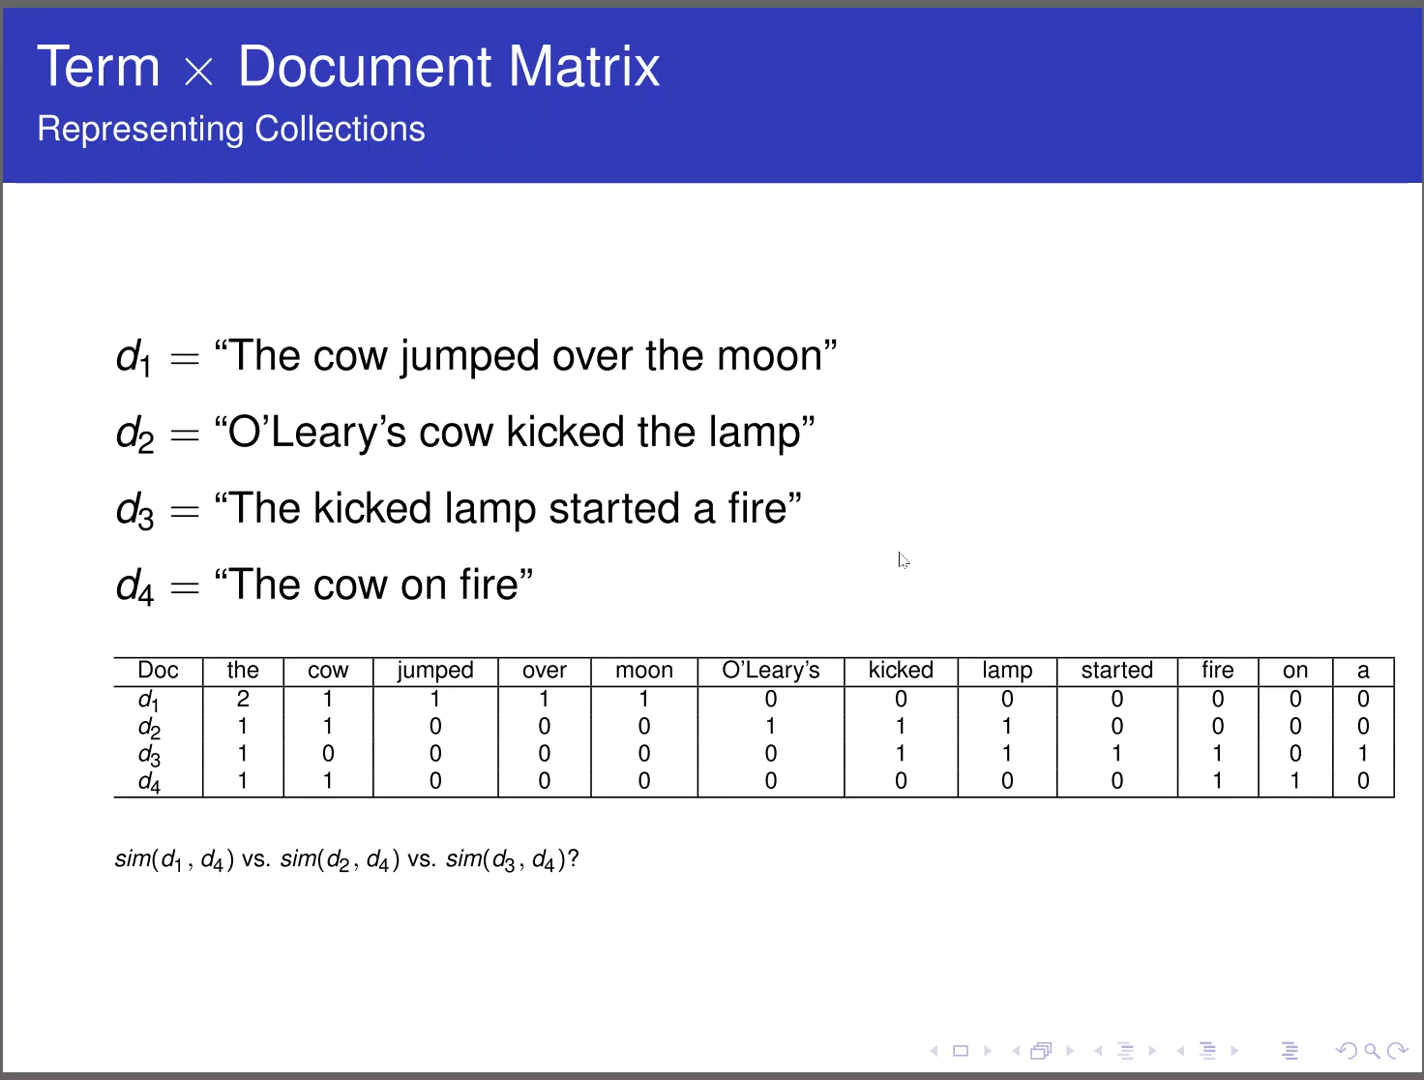 Term × Document Matrix
Representing Collections
d₁ = “The cow jumped over the moon”
d₂ = “O’Leary’s cow kicked the lamp”
d₃ = “The kicked lamp started a fire”
d₄ = “The cow on fire”
Doc the cow jumped over moon O’Leary’s kicked lamp started fire on a
d₁ 2 1 1 1 1 0 0 0 0 0 0 0
d₂ 1 1 0 0 0 1 1 1 0 0 0 0
d₃ 1 0 0 0 0 0 1 1 1 1 0 1
d₄ 1 1 0 0 0 0 0 0 0 1 1 0
sim(d₁, d₄) vs. sim(d₂, d₄) vs. sim(d₃, d₄)?